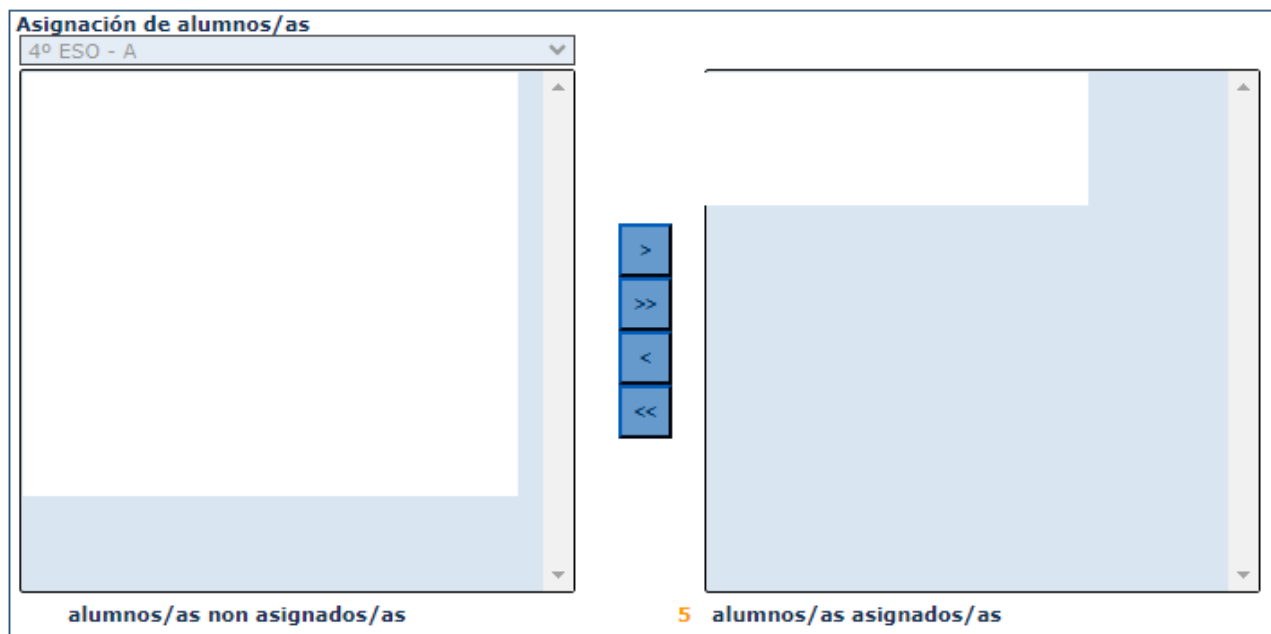 Asignación de alumnos/as
4º ESO - A
>
>>
<
<<
alumnos/as non asignados/as
5 alumnos/as asignados/as